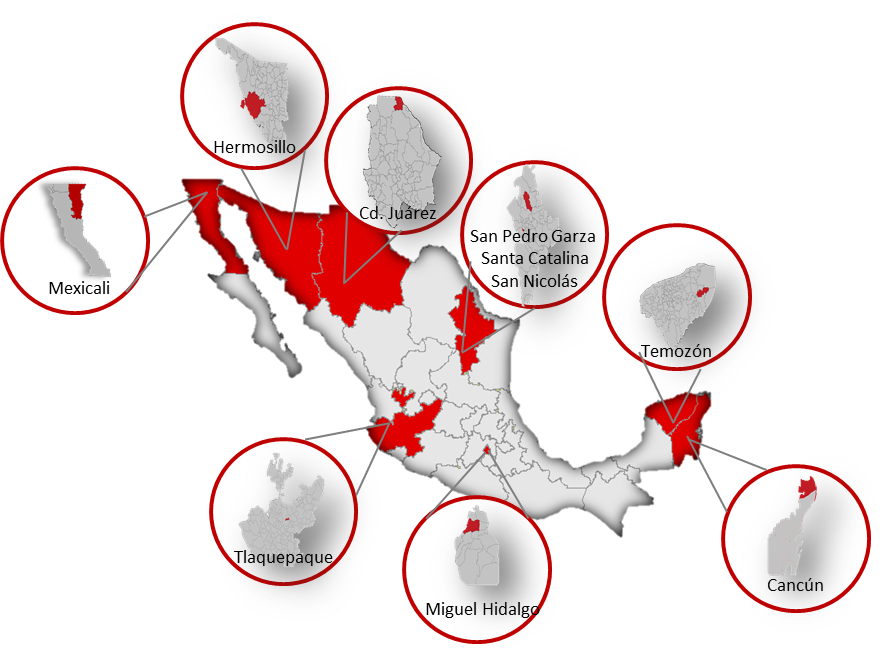 Hermosillo
Cd. Juárez
San Pedro Garza
Santa Catalina
San Nicolás
Mexicali
Temozón
Tlaquepaque
Miguel Hidalgo
Cancún